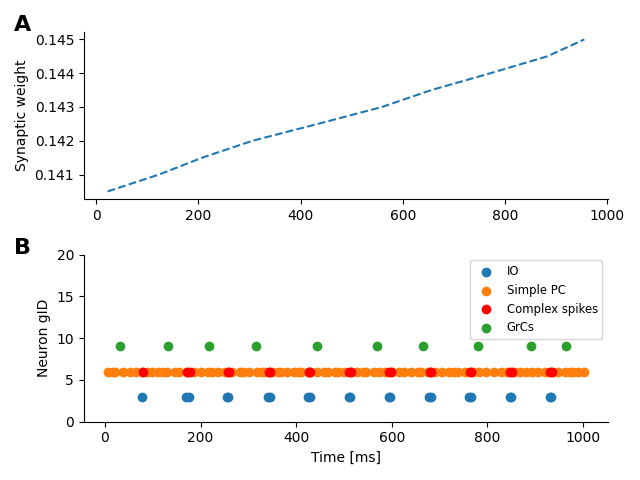 A
0.145
0.144
0.143
0.142
0.141
Synaptic weight
0 200 400 600 800 1000
B
20
15
10
5
0
Neuron gID
IO
Simple PC
Complex spikes
GrCs
0 200 400 600 800 1000
Time [ms]